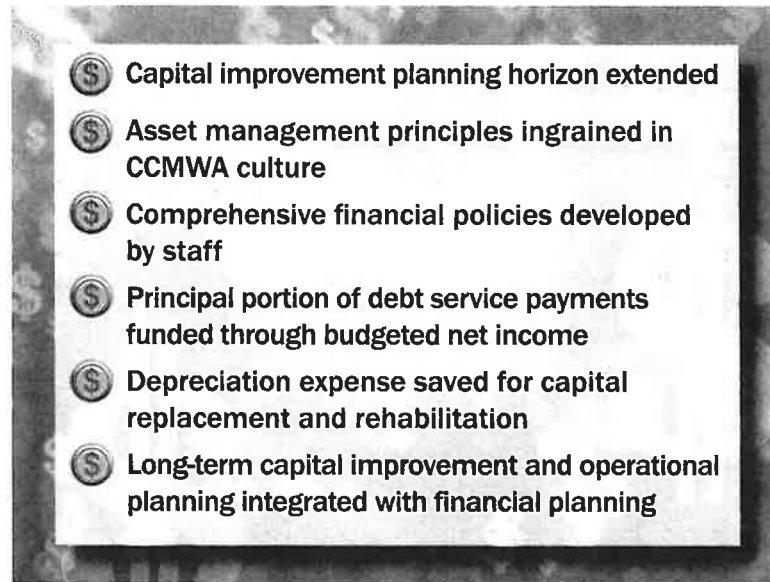 Capital improvement planning horizon extended
Asset management principles ingrained in
CCMWA culture
Comprehensive financial policies developed
by staff
Principal portion of debt service payments
funded through budgeted net income
Depreciation expense saved for capital
replacement and rehabilitation
Long-term capital improvement and operational
planning integrated with financial planning